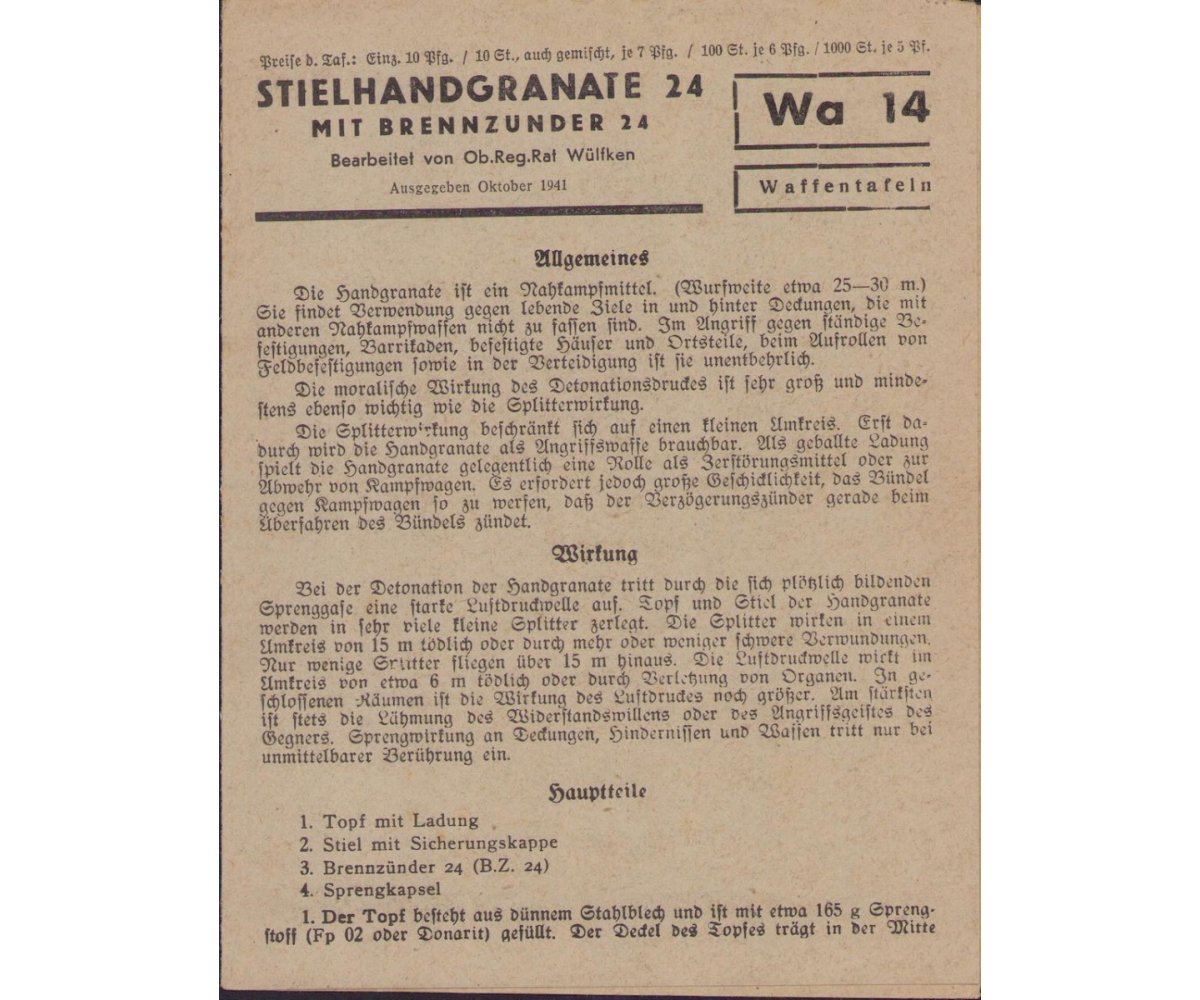 Preise d. Taf.: Einz. 10 Pfg. / 10 St., auch gemischt, je 7 Pfg. / 100 St. je 6 Pfg. / 1000 St. je 5 Pf.
STIELHANDGRANATE 24
MIT BRENNZUNDER 24
Bearbeitet von Ob.Reg.Rat Wülfken
Ausgegeben Oktober 1941
Wa 14
Waffentafeln
Allgemeines
Die Handgranate ist ein Nahkampfmittel. (Wurfweite etwa 25—30 m.)
Sie findet Verwendung gegen lebende Ziele in und hinter Deckungen, die mit
anderen Nahkampfwaffen nicht zu fassen sind. Im Angriff gegen ständige Be-
festigungen, Barrikaden, befestigte Häuser und Ortsteile, beim Aufrollen von
Feldbefestigungen sowie in der Verteidigung ist sie unentbehrlich.
Die moralische Wirkung des Detonationsdruckes ist sehr groß und minde-
stens ebenso wichtig wie die Splitterwirkung.
Die Splitterwirkung beschränkt sich auf einen kleinen Umkreis. Erst da-
durch wird die Handgranate als Angriffswaffe brauchbar. Als geballte Ladung
spielt die Handgranate gelegentlich eine Rolle als Zerstörungsmittel oder zur
Abwehr von Kampfwagen. Es erfordert jedoch große Geschicklichkeit, das Bündel
gegen Kampfwagen so zu werfen, daß der Verzögerungszünder gerade beim
Überfahren des Bündels zündet.
Wirkung
Bei der Detonation der Handgranate tritt durch die sich plötzlich bildenden
Sprenggase eine starke Luftdruckwelle auf. Topf und Stiel der Handgranate
werden in sehr viele kleine Splitter zerlegt. Die Splitter wirken in einem
Umkreis von 15 m tödlich oder durch mehr oder weniger schwere Verwundungen.
Nur wenige Splitter fliegen über 15 m hinaus. Die Luftdruckwelle wirkt im
Umkreis von etwa 6 m tödlich oder durch Verletzung von Organen. In ge-
schlossenen Räumen ist die Wirkung des Luftdruckes noch größer. Am stärksten
ist stets die Lähmung des Widerstandswillens oder des Angriffsgeistes des
Gegners. Sprengwirkung an Deckungen, Hindernissen und Waffen tritt nur bei
unmittelbarer Berührung ein.
Hauptteile
1. Topf mit Ladung
2. Stiel mit Sicherungskappe
3. Brennzünder 24 (B.Z. 24)
4. Sprengkapsel
1. Der Topf besteht aus dünnem Stahlblech und ist mit etwa 165 g Spreng-
stoff (Fp 02 oder Donarit) gefüllt. Der Deckel des Topfes trägt in der Mitte